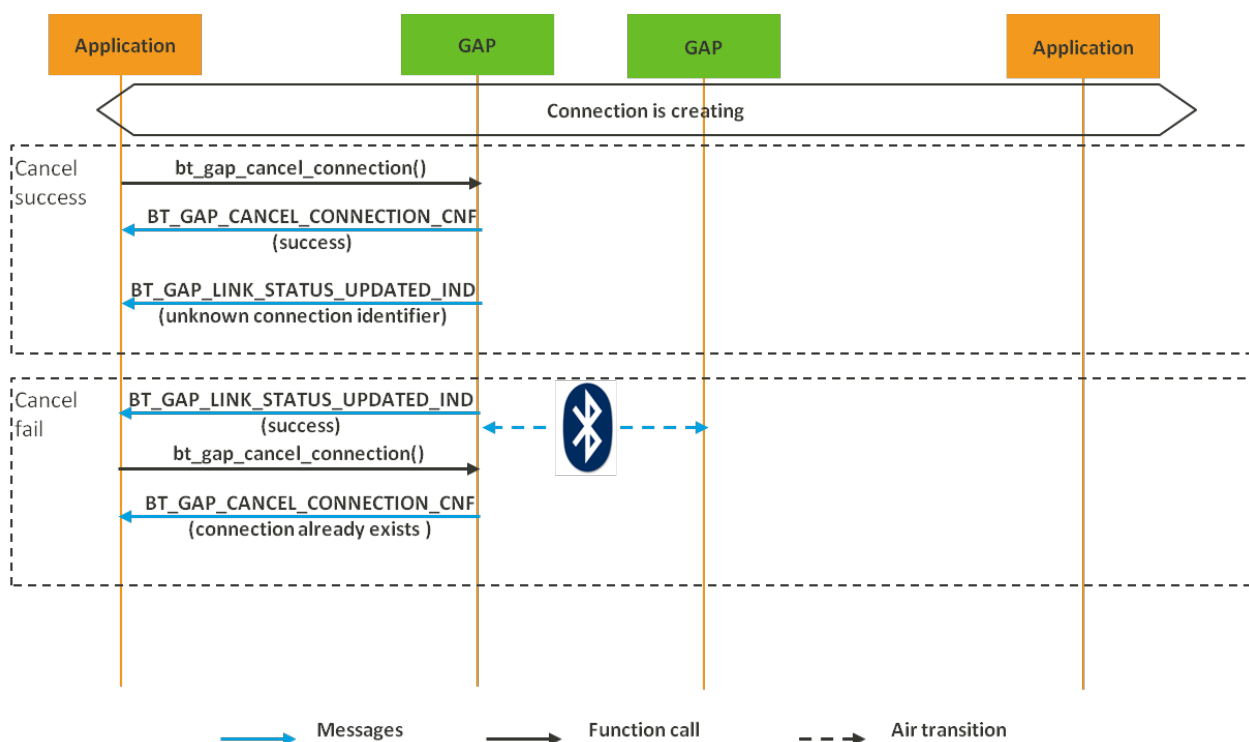 Application
GAP
GAP
Application
Connection is creating
Cancel
success
bt_gap_cancel_connection()
BT_GAP_CANCEL_CONNECTION_CNF
(success)
BT_GAP_LINK_STATUS_UPDATED_IND
(unknown connection identifier)
Cancel
fail
BT_GAP_LINK_STATUS_UPDATED_IND
(success)
bt_gap_cancel_connection()
BT_GAP_CANCEL_CONNECTION_CNF
(connection already exists )
Messages
Function call
Air transition